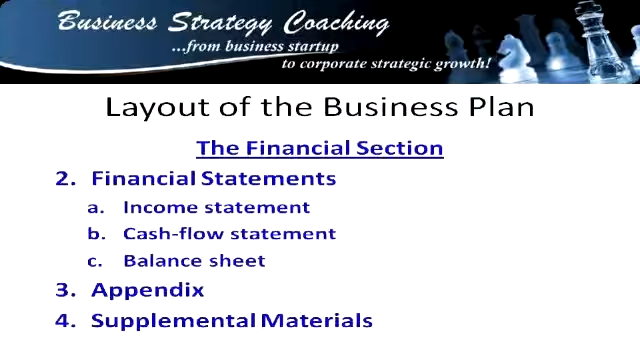 Business Strategy Coaching
...from business startup
to corporate strategic growth!
Layout of the Business Plan
The Financial Section
2. Financial Statements
a. Income statement
b. Cash-flow statement
c. Balance sheet
3. Appendix
4. Supplemental Materials